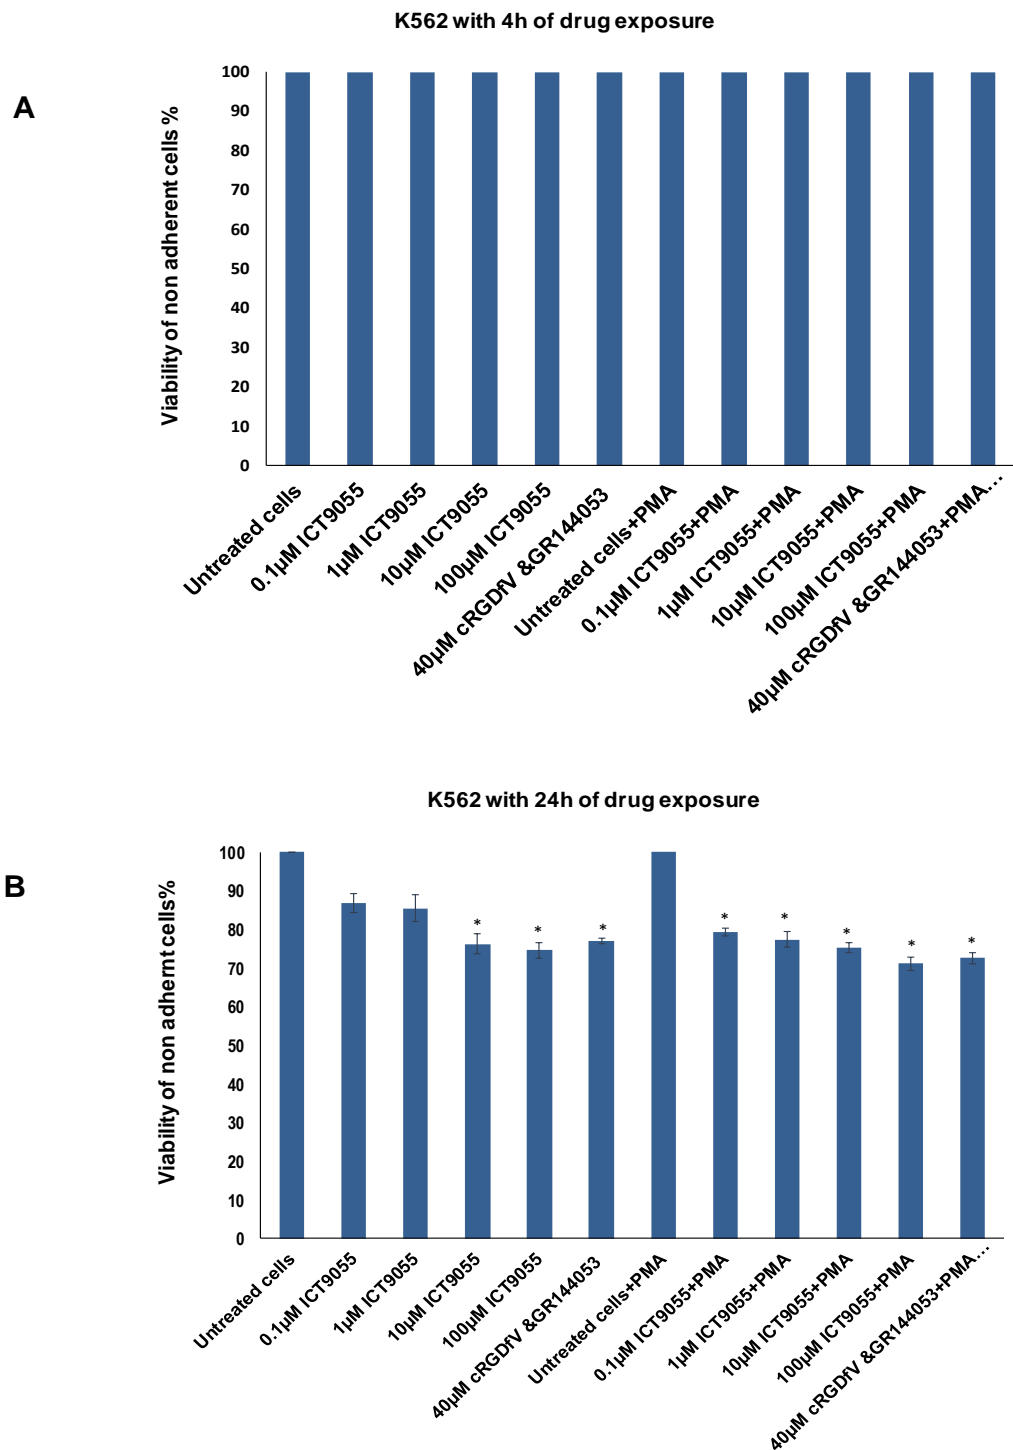 K562 with 4h of drug exposure
A
Viability of non adherent cells %
100
90
80
70
60
50
40
30
20
10
0
Untreated cells
0.1µM ICT9055
1µM ICT9055
10µM ICT9055
100µM ICT9055
40µM cRGDfV &GR144053
Untreated cells+PMA
0.1µM ICT9055+PMA
1µM ICT9055+PMA
10µM ICT9055+PMA
100µM ICT9055+PMA
40µM cRGDfV &GR144053+PMA…
K562 with 24h of drug exposure
B
Viability of non adhernt cells%
100
90
80
70
60
50
40
30
20
10
0
*
*
*
*
*
*
*
*
Untreated cells
0.1µM ICT9055
1µM ICT9055
10µM ICT9055
100µM ICT9055
40µM cRGDfV &GR144053
Untreated cells+PMA
0.1µM ICT9055+PMA
1µM ICT9055+PMA
10µM ICT9055+PMA
100µM ICT9055+PMA
40µM cRGDfV &GR144053+PMA…